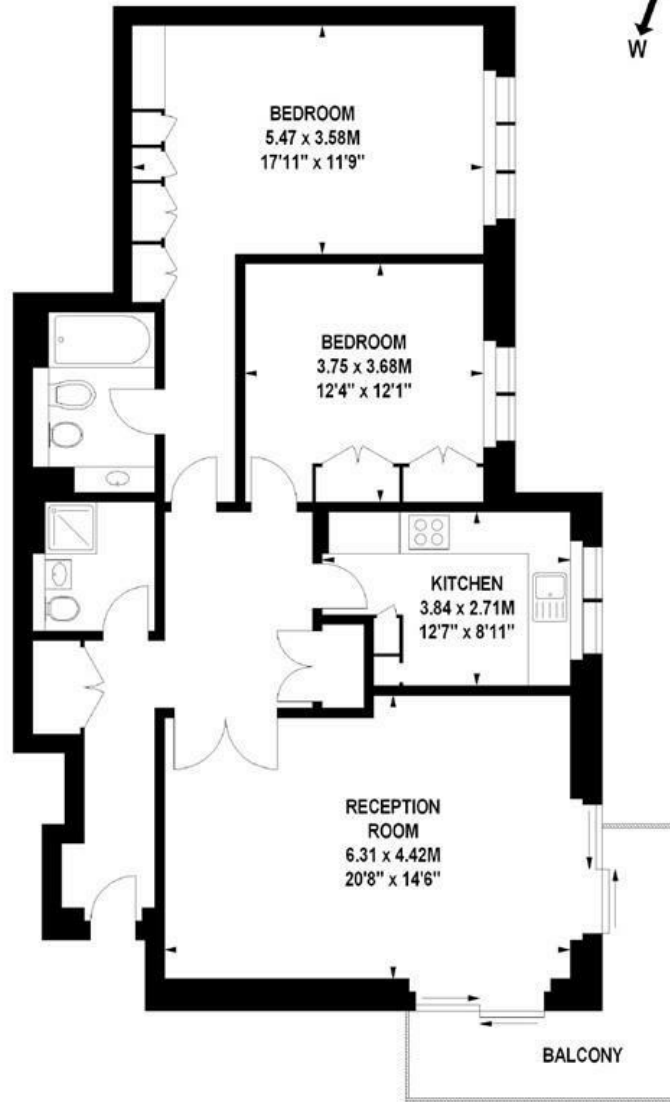 W
BEDROOM
5.47 x 3.58M
17'11" x 11'9"
BEDROOM
3.75 x 3.68M
12'4" x 12'1"
KITCHEN
3.84 x 2.71M
12'7" x 8'11"
RECEPTION
ROOM
6.31 x 4.42M
20'8" x 14'6"
BALCONY